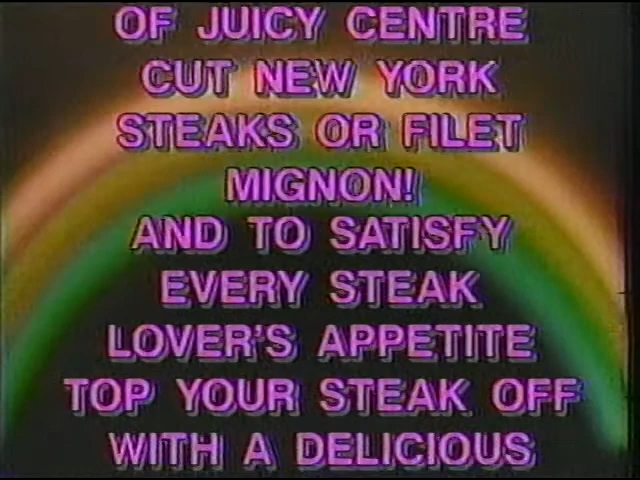 OF JUICY CENTRE
CUT NEW YORK
STEAKS OR FILET
MIGNON!
AND TO SATISFY
EVERY STEAK
LOVER'S APPETITE
TOP YOUR STEAK OFF
WITH A DELICIOUS